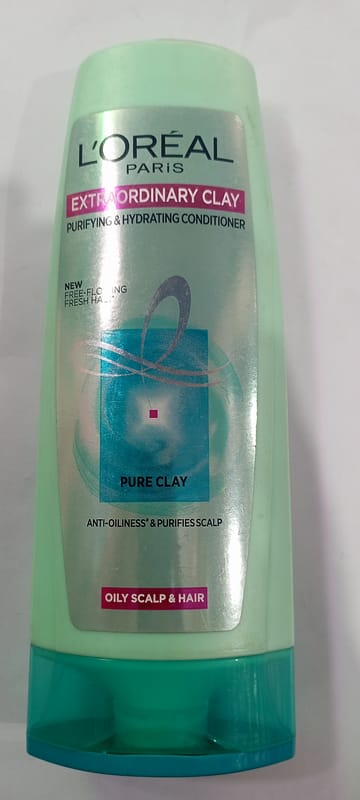 L'ORÉAL
PARiS
EXTRAORDINARY CLAY
PURIFYING & HYDRATING CONDITIONER
NEW
FREE-FLOWING
FRESH
PURE CLAY
ANTI-OILINESS* & PURIFIES SCALP
OILY SCALP & HAIR